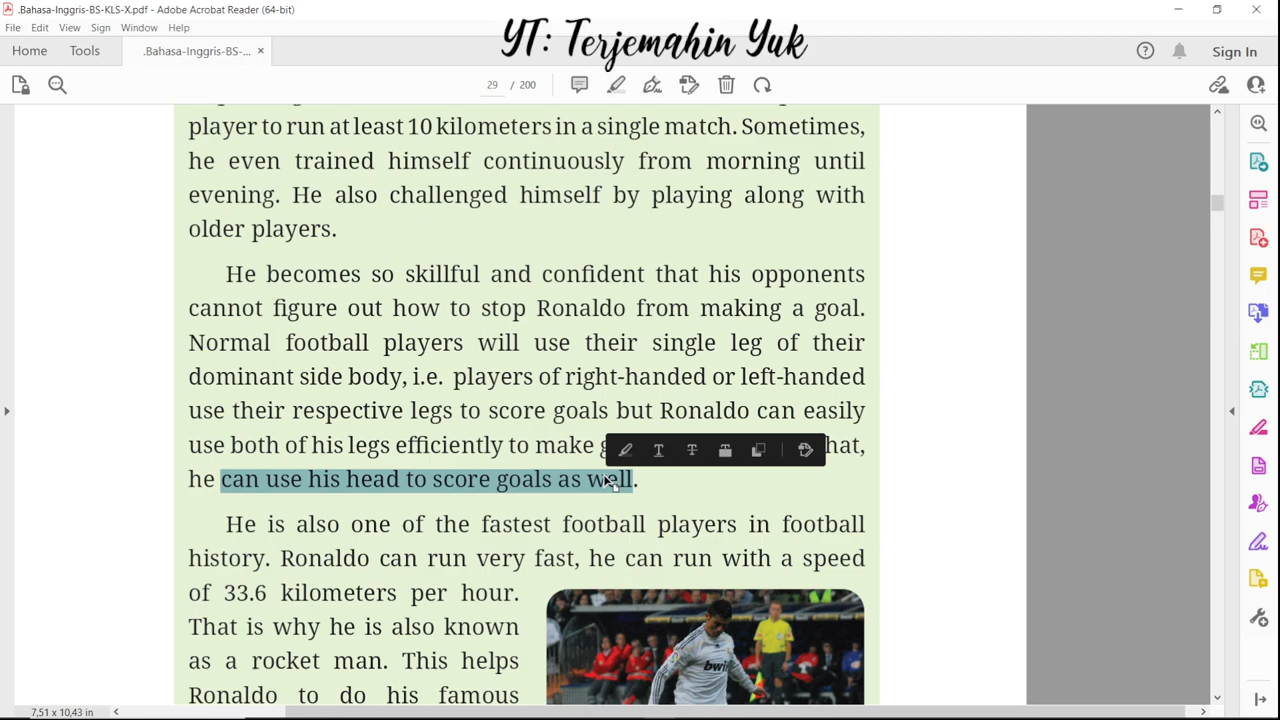 .Bahasa-Inggris-BS-KLS-X.pdf - Adobe Acrobat Reader (64-bit)
File Edit View Sign Window Help
YT: Terjemahin Yuk
Home Tools .Bahasa-Inggris-BS-... × Sign In
29 / 200
player to run at least 10 kilometers in a single match. Sometimes,
he even trained himself continuously from morning until
evening. He also challenged himself by playing along with
older players.
He becomes so skillful and confident that his opponents
cannot figure out how to stop Ronaldo from making a goal.
Normal football players will use their single leg of their
dominant side body, i.e. players of right-handed or left-handed
use their respective legs to score goals but Ronaldo can easily
use both of his legs efficiently to make
he can use his head to score goals as well.
He is also one of the fastest football players in football
history. Ronaldo can run very fast, he can run with a speed
of 33.6 kilometers per hour.
That is why he is also known
as a rocket man. This helps
Ronaldo to do his famous
bwin
7,51 x 10,43 in